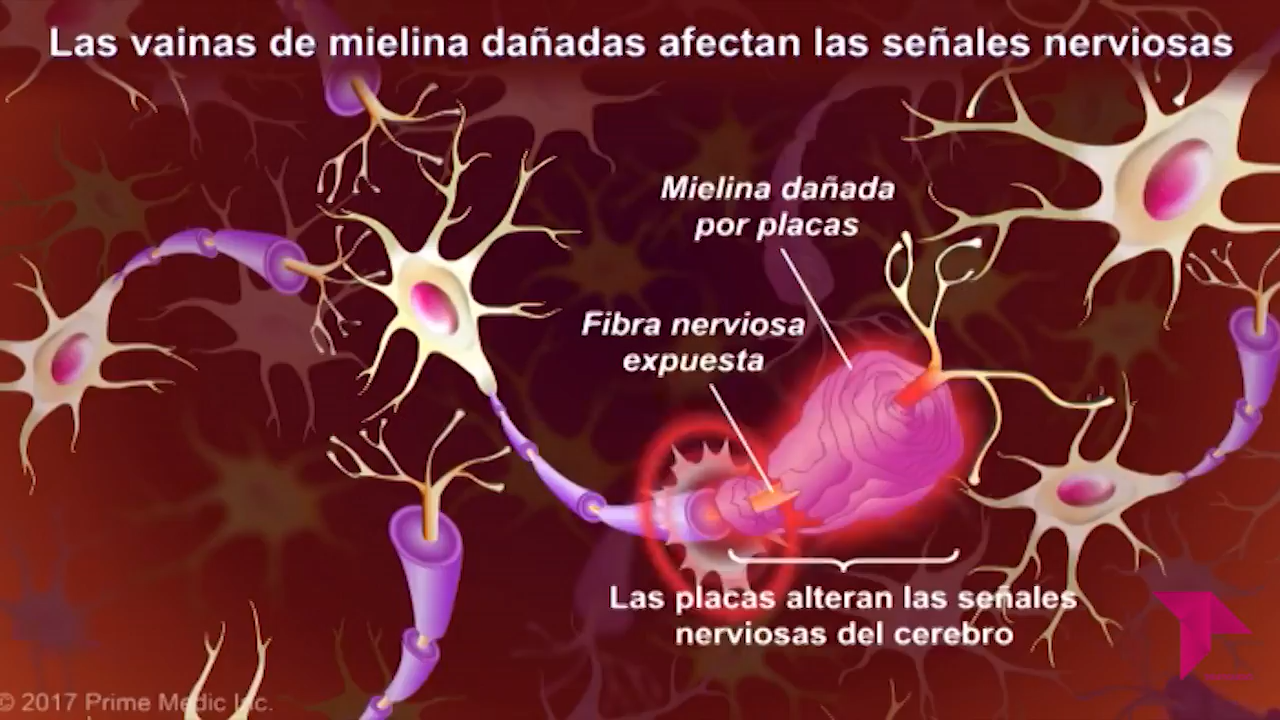 Las vainas de mielina dañadas afectan las señales nerviosas
Mielina dañada
por placas
Fibra nerviosa
expuesta
Las placas alteran las señales
nerviosas del cerebro
© 2017 Prime Medic Inc.